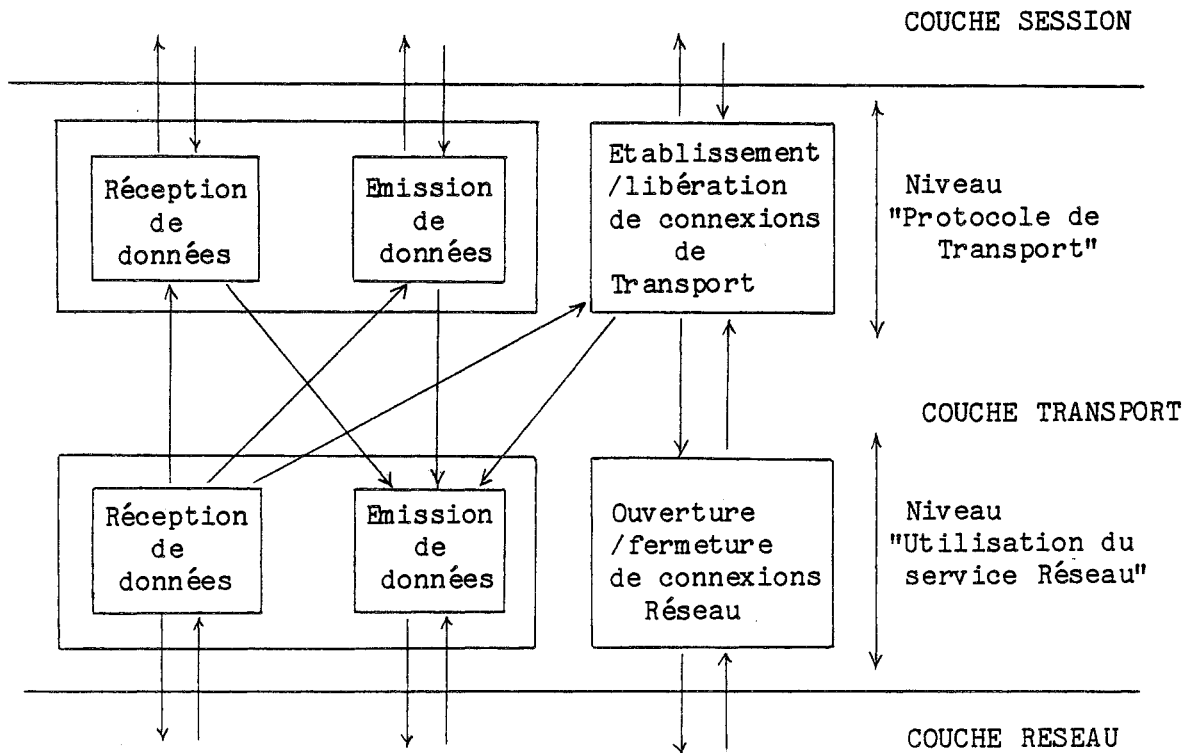 COUCHE SESSION
Réception
de
données
Emission
de
données
Etablissement
/libération
de connexions
de
Transport
Niveau
"Protocole de
Transport"
COUCHE TRANSPORT
Réception
de
données
Emission
de
données
Ouverture
/fermeture
de connexions
Réseau
Niveau
"Utilisation du
service Réseau"
COUCHE RESEAU